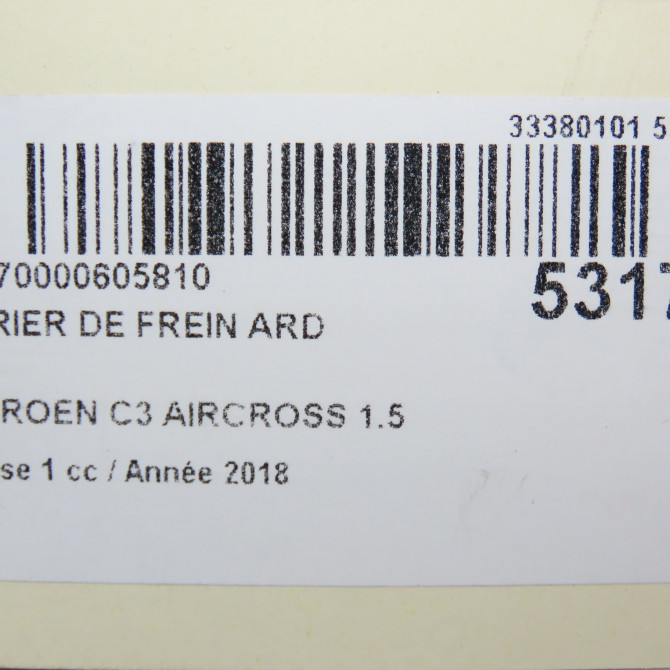 33380101 5
70000605810
5317
RIER DE FREIN ARD
ROEN C3 AIRCROSS 1.5
se 1 cc / Année 2018